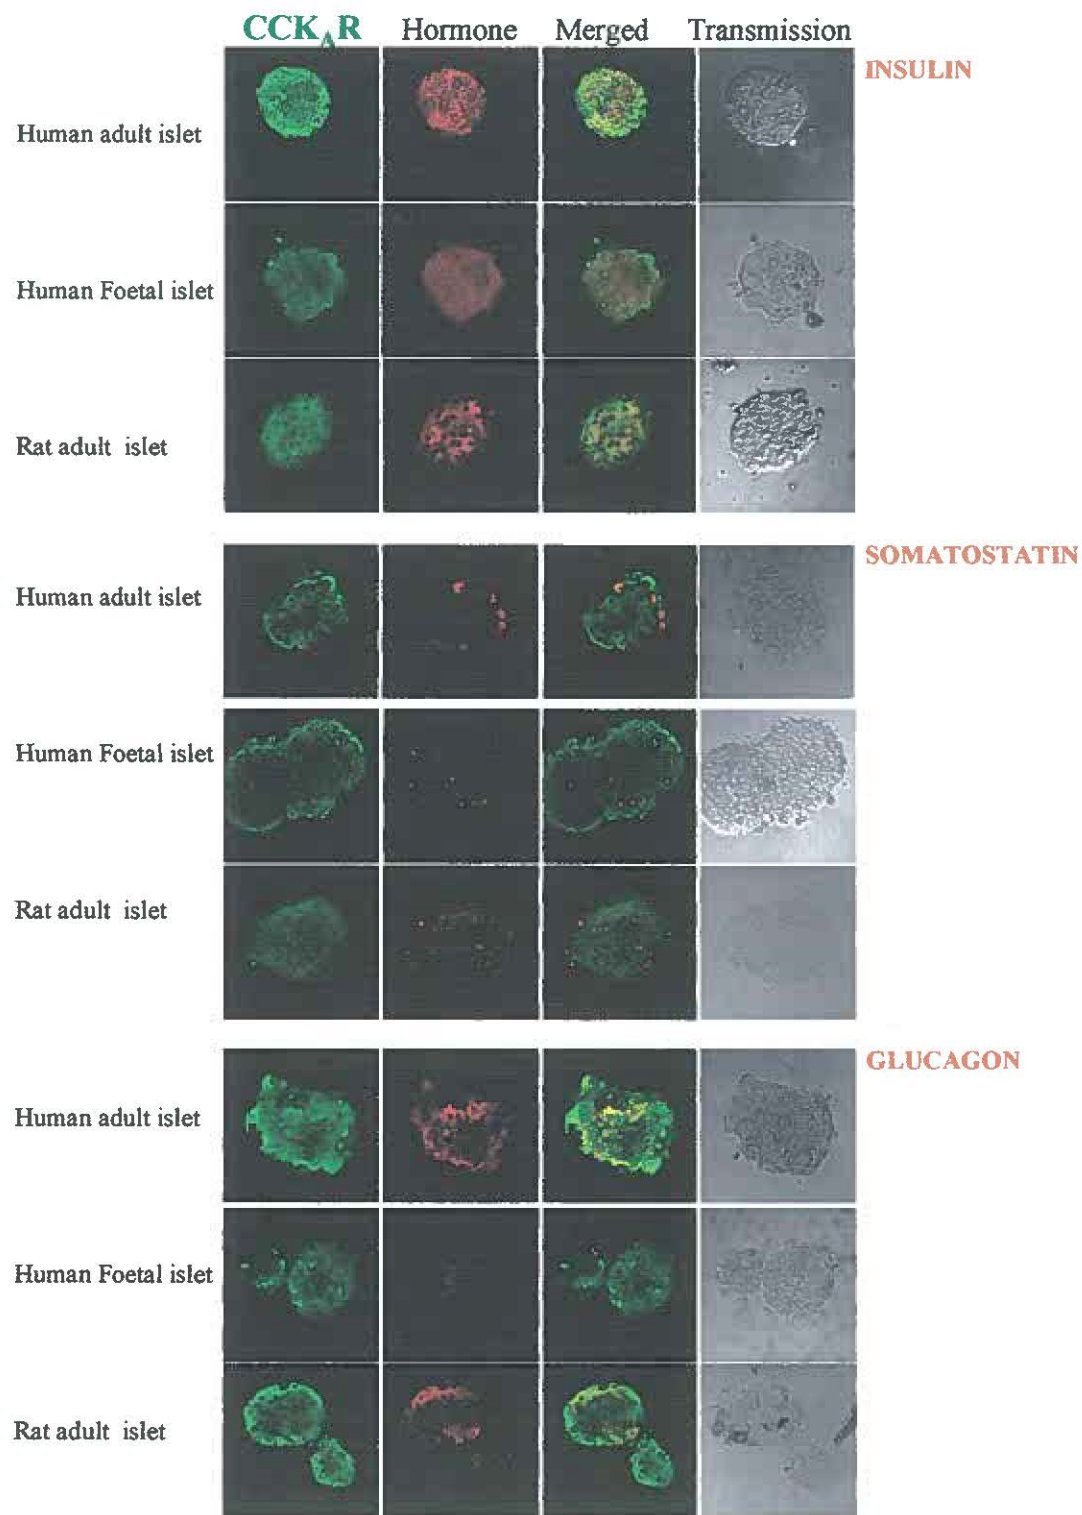 CCKAR Hormone Merged Transmission
INSULIN
Human adult islet
Human Foetal islet
Rat adult islet
SOMATOSTATIN
Human adult islet
Human Foetal islet
Rat adult islet
GLUCAGON
Human adult islet
Human Foetal islet
Rat adult islet